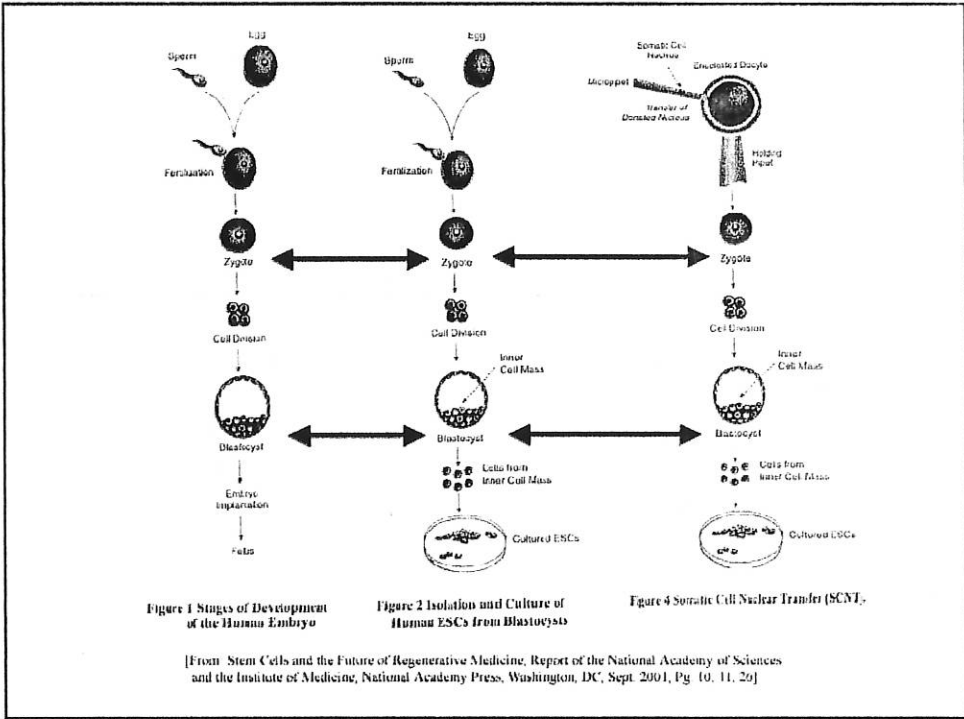 Egg
Sperm
Fertilization
Zygote
Cell Division
Blastocyst
Embryo
Implantation
Fetus
Figure 1 Stages of Development
of the Human Embryo
Egg
Sperm
Fertilization
Zygote
Cell Division
Inner
Cell Mass
Blastocyst
Cells from
Inner Cell Mass
Cultured ESCs
Figure 2 Isolation and Culture of
Human ESCs from Blastocysts
Somatic Cell
Nucleus
Enucleated Oocyte
Micropipet
Transfer of
Donated Nucleus
Holding
Pipet
Zygote
Cell Division
Inner
Cell Mass
Blastocyst
Cells from
Inner Cell Mass
Cultured ESCs
Figure 4 Somatic Cell Nuclear Transfer (SCNT).
[From Stem Cells and the Future of Regenerative Medicine, Report of the National Academy of Sciences
and the Institute of Medicine, National Academy Press, Washington, DC, Sept. 2001, Pg. 10, 11, 26]